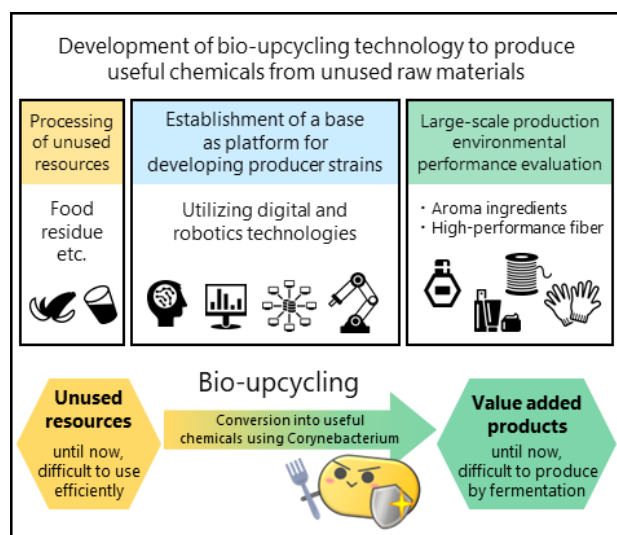 Development of bio-upcycling technology to produce
useful chemicals from unused raw materials
Processing
of unused
resources
Food
residue
etc.
Establishment of a base
as platform for
developing producer strains
Utilizing digital and
robotics technologies
Large-scale production
environmental
performance evaluation
・Aroma ingredients
・High-performance fiber
Unused
resources
until now,
difficult to use
efficiently
Bio-upcycling
Conversion into useful
chemicals using Corynebacterium
Value added
products
until now,
difficult to produce
by fermentation